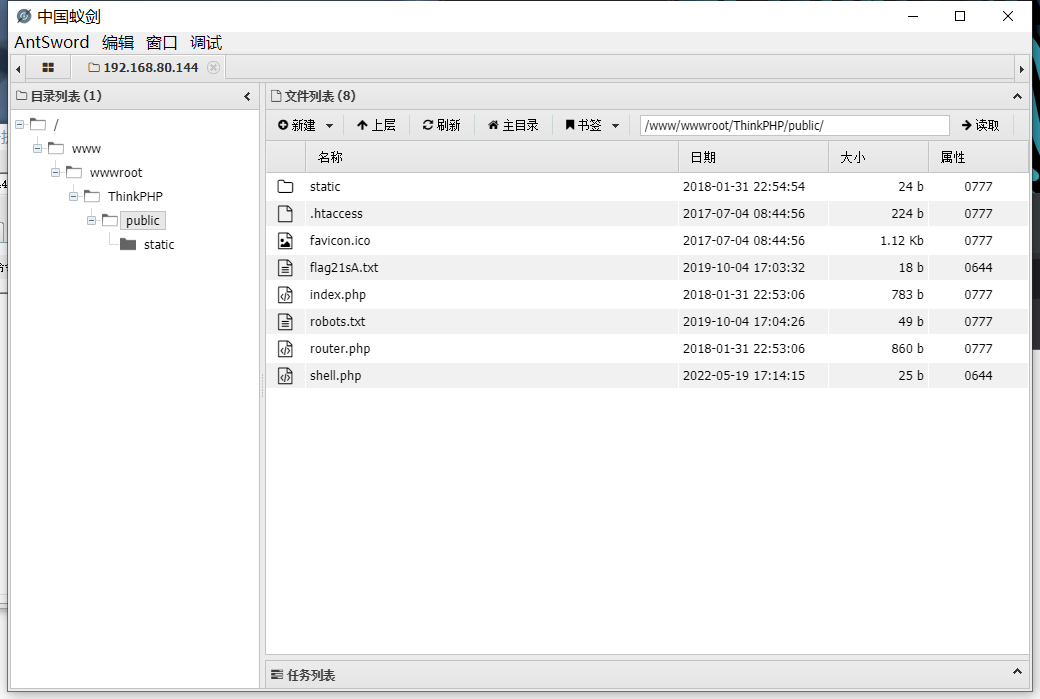 中国蚁剑
AntSword 编辑 窗口 调试
192.168.80.144
目录列表 (1)
/
www
wwwroot
ThinkPHP
public
static
文件列表 (8)
新建 上层 刷新 主目录 书签 /www/wwwroot/ThinkPHP/public/ 读取
名称 日期 大小 属性
static 2018-01-31 22:54:54 24 b 0777
.htaccess 2017-07-04 08:44:56 224 b 0777
favicon.ico 2017-07-04 08:44:56 1.12 Kb 0777
flag21sA.txt 2019-10-04 17:03:32 18 b 0644
index.php 2018-01-31 22:53:06 783 b 0777
robots.txt 2019-10-04 17:04:26 49 b 0777
router.php 2018-01-31 22:53:06 860 b 0777
shell.php 2022-05-19 17:14:15 25 b 0644
任务列表